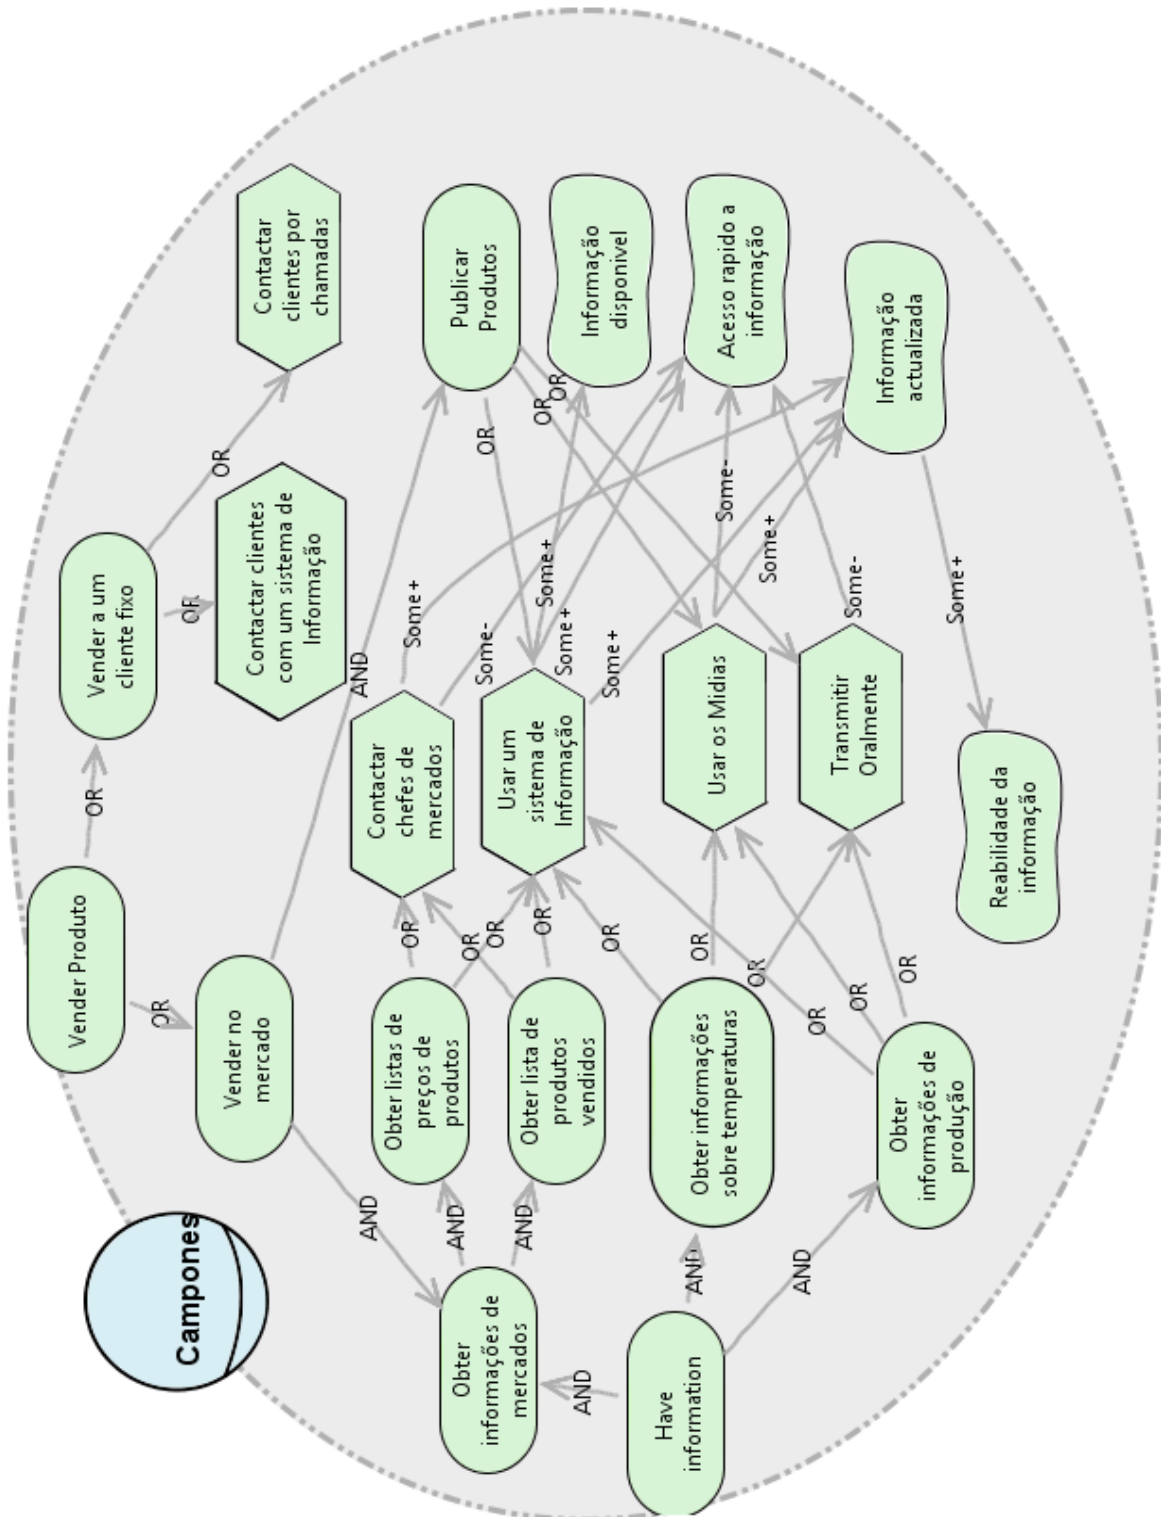 Campones
Vender Produto
OR
Vender a um
cliente fixo
OR
Vender no
mercado
OR
Contactar clientes
com um sistema de
Informação
OR
Contactar
clientes por
chamadas
AND
AND
Obter listas de
preços de
produtos
OR
Contactar
chefes de
mercados
Some+
Obter
informações de
mercados
AND
AND
OR
OR
Some-
OR
Publicar
Produtos
Obter lista de
produtos
vendidos
OR
Usar um
sistema de
Informação
Some+
Some+
Some+
OR
OR
Informação
disponivel
AND
OR
Have
information
AND
Obter informações
sobre temperaturas
OR
Usar os Midias
Some-
Some+
Acesso rapido a
informação
AND
OR
OR
OR
Transmitir
Oralmente
Some-
Obter
informações de
produção
OR
Informação
actualizada
Some+
Reabilidade da
informação